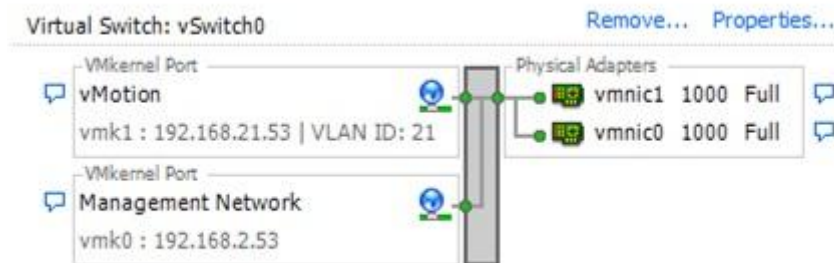 Virtual Switch: vSwitch0 Remove... Properties...
VMkernel Port
vMotion
vmk1 : 192.168.21.53 | VLAN ID: 21
VMkernel Port
Management Network
vmk0 : 192.168.2.53
Physical Adapters
vmnic1 1000 Full
vmnic0 1000 Full